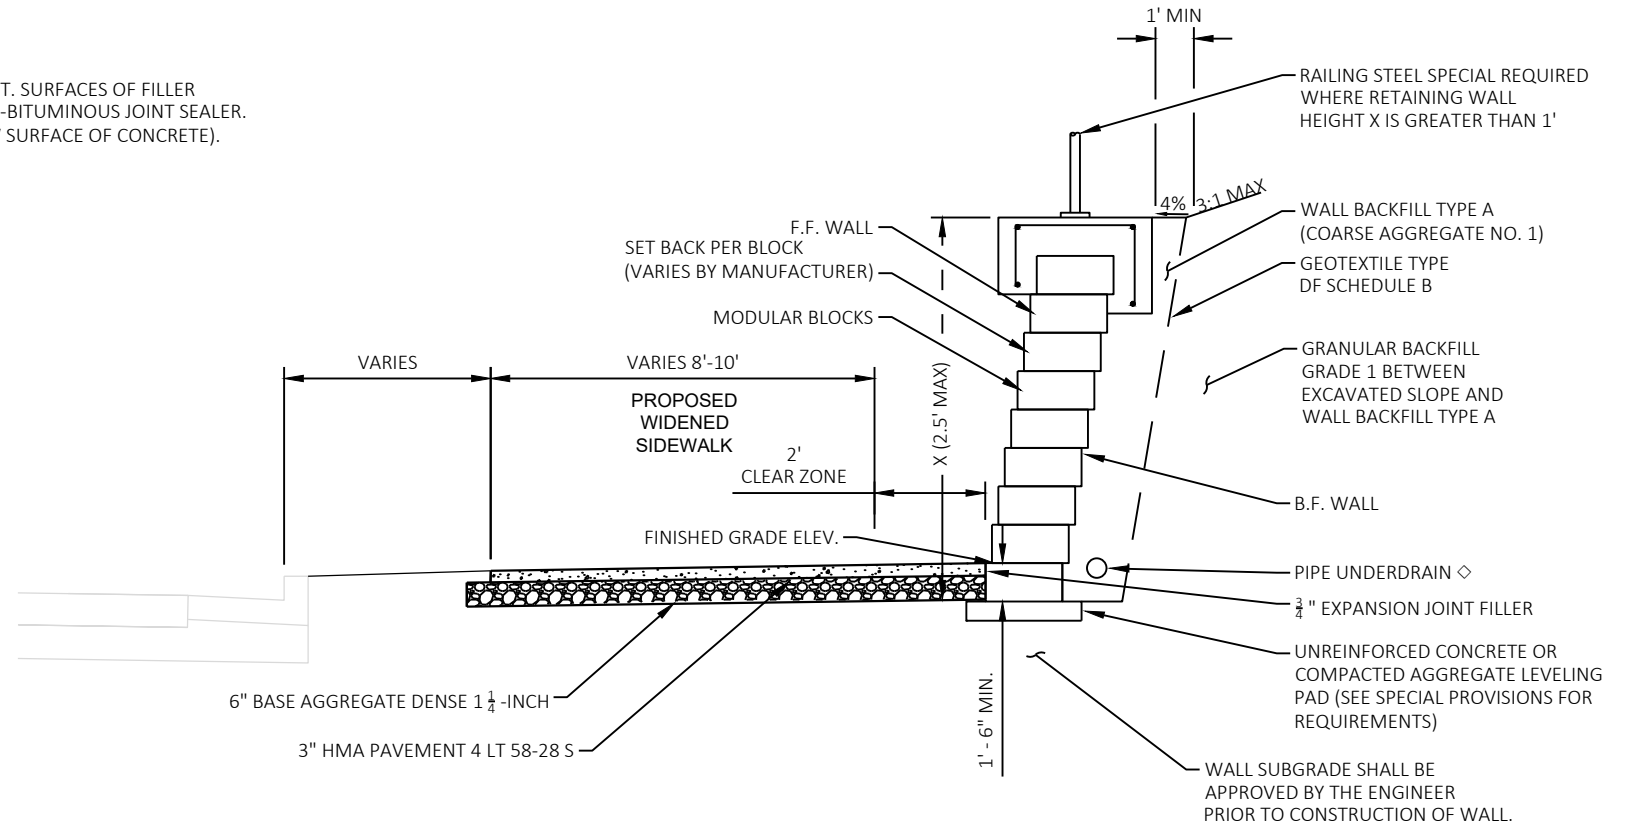 T. SURFACES OF FILLER
-BITUMINOUS JOINT SEALER.
SURFACE OF CONCRETE).
1' MIN
RAILING STEEL SPECIAL REQUIRED
WHERE RETAINING WALL
HEIGHT X IS GREATER THAN 1'
4%
3:1 MAX
WALL BACKFILL TYPE A
(COARSE AGGREGATE NO. 1)
GEOTEXTILE TYPE
DF SCHEDULE B
F.F. WALL
SET BACK PER BLOCK
(VARIES BY MANUFACTURER)
MODULAR BLOCKS
GRANULAR BACKFILL
GRADE 1 BETWEEN
EXCAVATED SLOPE AND
WALL BACKFILL TYPE A
VARIES
VARIES 8'-10'
PROPOSED
WIDENED
SIDEWALK
X (2.5' MAX)
2'
CLEAR ZONE
B.F. WALL
FINISHED GRADE ELEV.
PIPE UNDERDRAIN ◇
3/4" EXPANSION JOINT FILLER
UNREINFORCED CONCRETE OR
COMPACTED AGGREGATE LEVELING
PAD (SEE SPECIAL PROVISIONS FOR
REQUIREMENTS)
6" BASE AGGREGATE DENSE 1 1/4 -INCH
3" HMA PAVEMENT 4 LT 58-28 S
1' - 6" MIN.
WALL SUBGRADE SHALL BE
APPROVED BY THE ENGINEER
PRIOR TO CONSTRUCTION OF WALL.